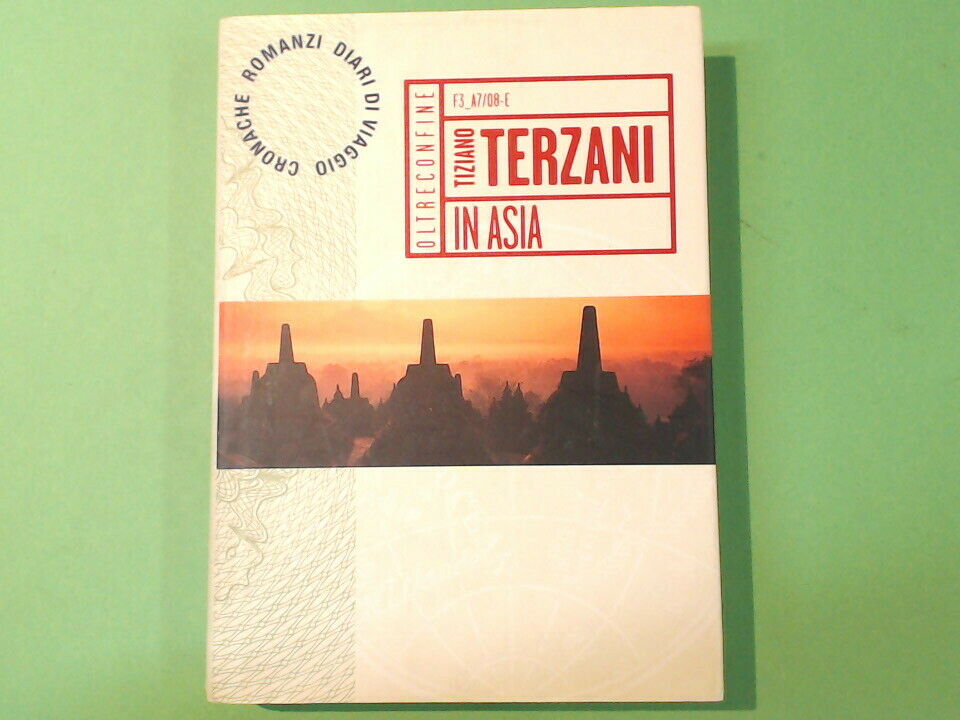 CRONACHE ROMANZI DIARI DI VIAGGIO
OLTRECONFINE
F3_A7/08-E
TIZIANO
TERZANI
IN ASIA